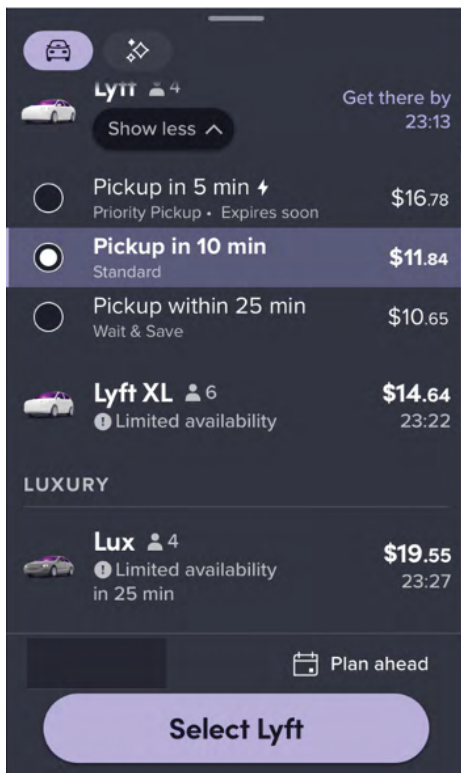 Lyft 4
Get there by
23:13
Show less
Pickup in 5 min
$16.78
Priority Pickup • Expires soon
Pickup in 10 min
$11.84
Standard
Pickup within 25 min
$10.65
Wait & Save
Lyft XL 6
$14.64
Limited availability
23:22
LUXURY
Lux 4
$19.55
Limited availability
23:27
in 25 min
Plan ahead
Select Lyft